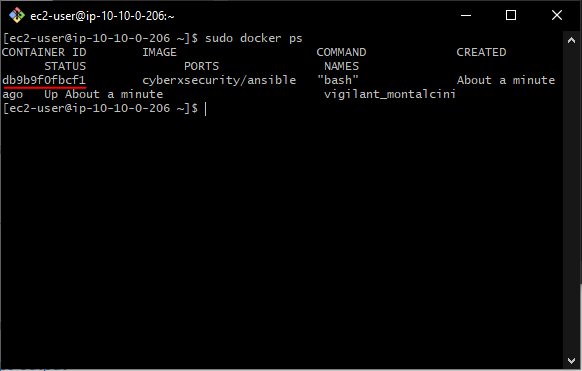 ec2-user@ip-10-10-0-206:~
[ec2-user@ip-10-10-0-206 ~]$ sudo docker ps
CONTAINER ID        IMAGE                    COMMAND             CREATED
      STATUS              PORTS               NAMES
db9b9f0fbcf1        cyberxsecurity/ansible   "bash"              About a minute
ago   Up About a minute                       vigilant_montalcini
[ec2-user@ip-10-10-0-206 ~]$